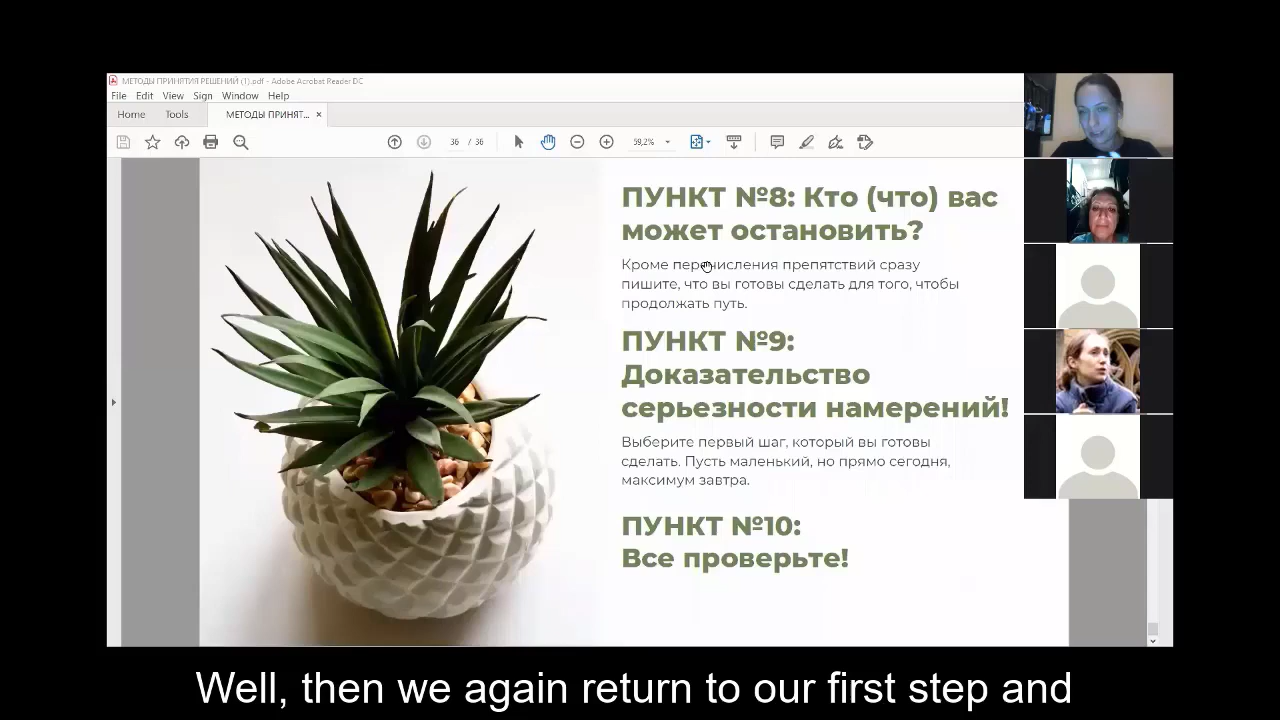 МЕТОДЫ ПРИНЯТИЯ РЕШЕНИЙ (1).pdf - Adobe Acrobat Reader DC
File Edit View Sign Window Help
Home Tools МЕТОДЫ ПРИНЯТ... ×
36 / 36 59,2%
ПУНКТ №8: Кто (что) вас
может остановить?
Кроме перечисления препятствий сразу
пишите, что вы готовы сделать для того, чтобы
продолжать путь.
ПУНКТ №9:
Доказательство
серьезности намерений!
Выберите первый шаг, который вы готовы
сделать. Пусть маленький, но прямо сегодня,
максимум завтра.
ПУНКТ №10:
Все проверьте!
Well, then we again return to our first step and